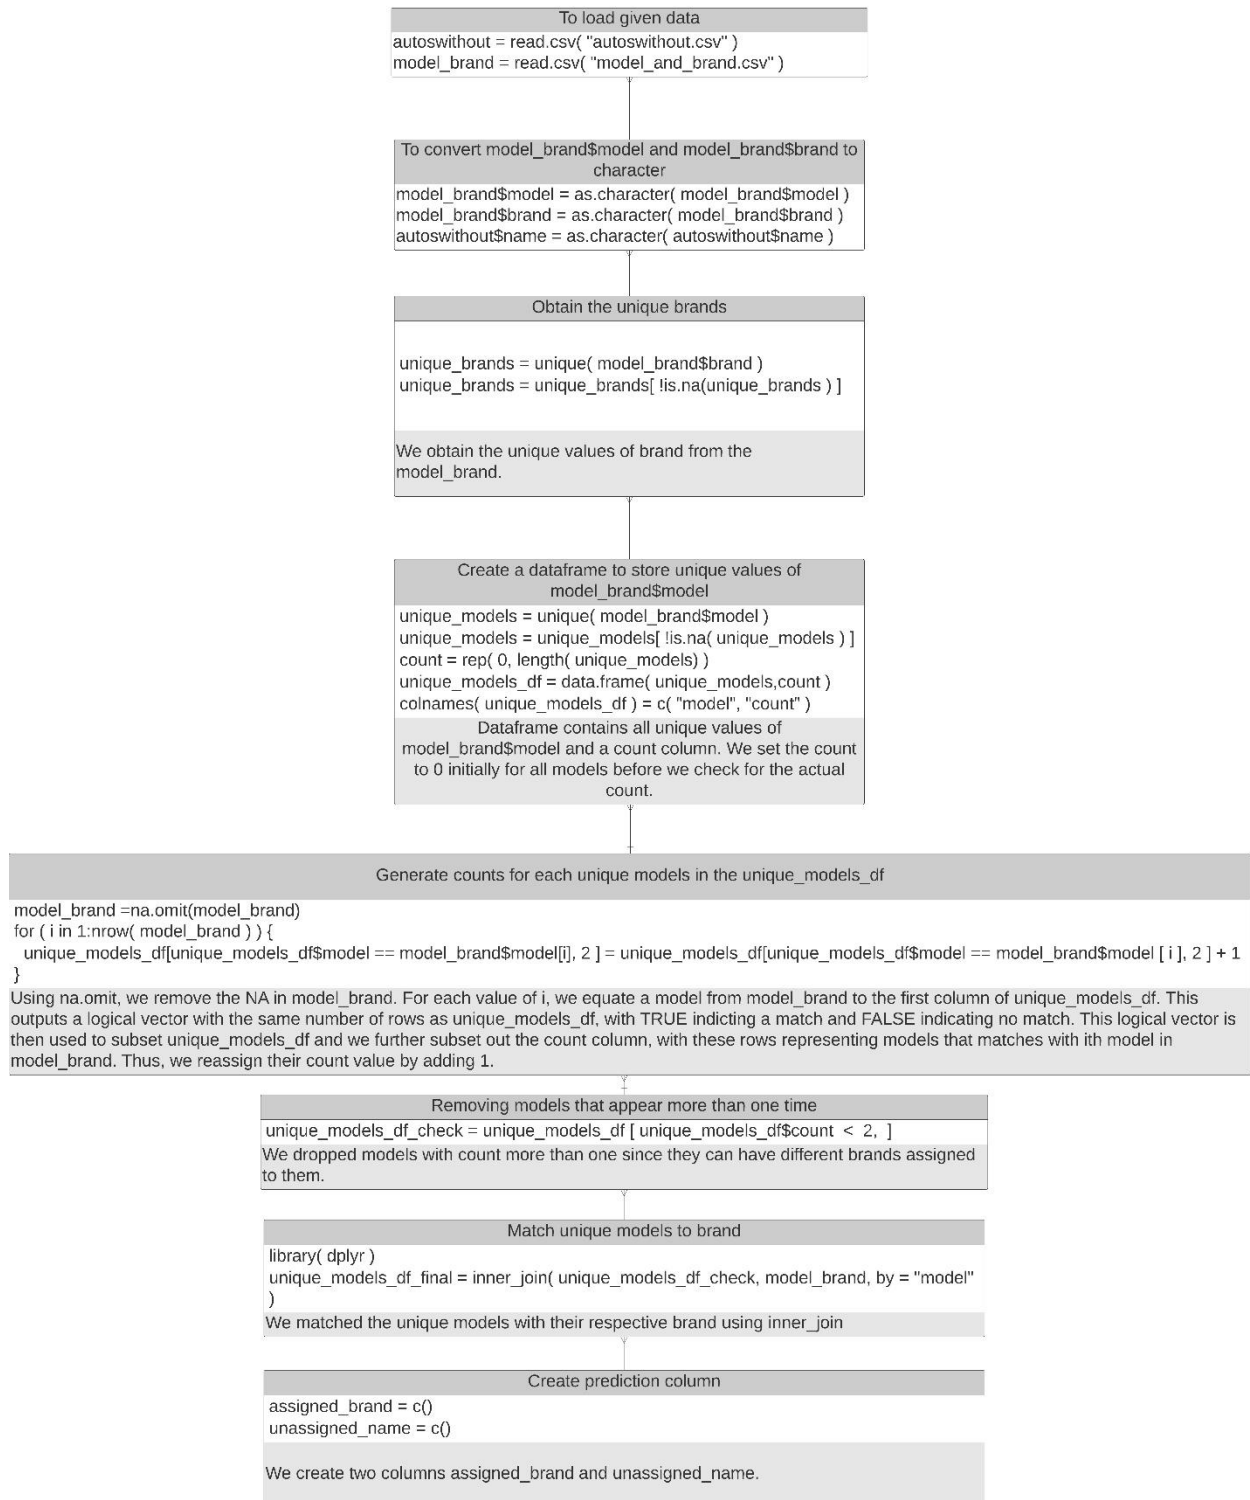 To load given data
autoswithout = read.csv( "autoswithout.csv" )
model_brand = read.csv( "model_and_brand.csv" )
To convert model_brand$model and model_brand$brand to
character
model_brand$model = as.character( model_brand$model )
model_brand$brand = as.character( model_brand$brand )
autoswithout$name = as.character( autoswithout$name )
Obtain the unique brands
unique_brands = unique( model_brand$brand )
unique_brands = unique_brands[ !is.na(unique_brands ) ]
We obtain the unique values of brand from the
model_brand.
Create a dataframe to store unique values of
model_brand$model
unique_models = unique( model_brand$model )
unique_models = unique_models[ !is.na( unique_models ) ]
count = rep( 0, length( unique_models) )
unique_models_df = data.frame( unique_models,count )
colnames( unique_models_df ) = c( "model", "count" )
Dataframe contains all unique values of
model_brand$model and a count column. We set the count
to 0 initially for all models before we check for the actual
count.
Generate counts for each unique models in the unique_models_df
model_brand =na.omit(model_brand)
for ( i in 1:nrow( model_brand ) ) {
unique_models_df[unique_models_df$model == model_brand$model[i], 2 ] = unique_models_df[unique_models_df$model == model_brand$model [ i ], 2 ] + 1
}
Using na.omit, we remove the NA in model_brand. For each value of i, we equate a model from model_brand to the first column of unique_models_df. This
outputs a logical vector with the same number of rows as unique_models_df, with TRUE indicting a match and FALSE indicating no match. This logical vector is
then used to subset unique_models_df and we further subset out the count column, with these rows representing models that matches with ith model in
model_brand. Thus, we reassign their count value by adding 1.
Removing models that appear more than one time
unique_models_df_check = unique_models_df [ unique_models_df$count < 2, ]
We dropped models with count more than one since they can have different brands assigned
to them.
Match unique models to brand
library( dplyr )
unique_models_df_final = inner_join( unique_models_df_check, model_brand, by = "model"
)
We matched the unique models with their respective brand using inner_join
Create prediction column
assigned_brand = c()
unassigned_name = c()
We create two columns assigned_brand and unassigned_name.